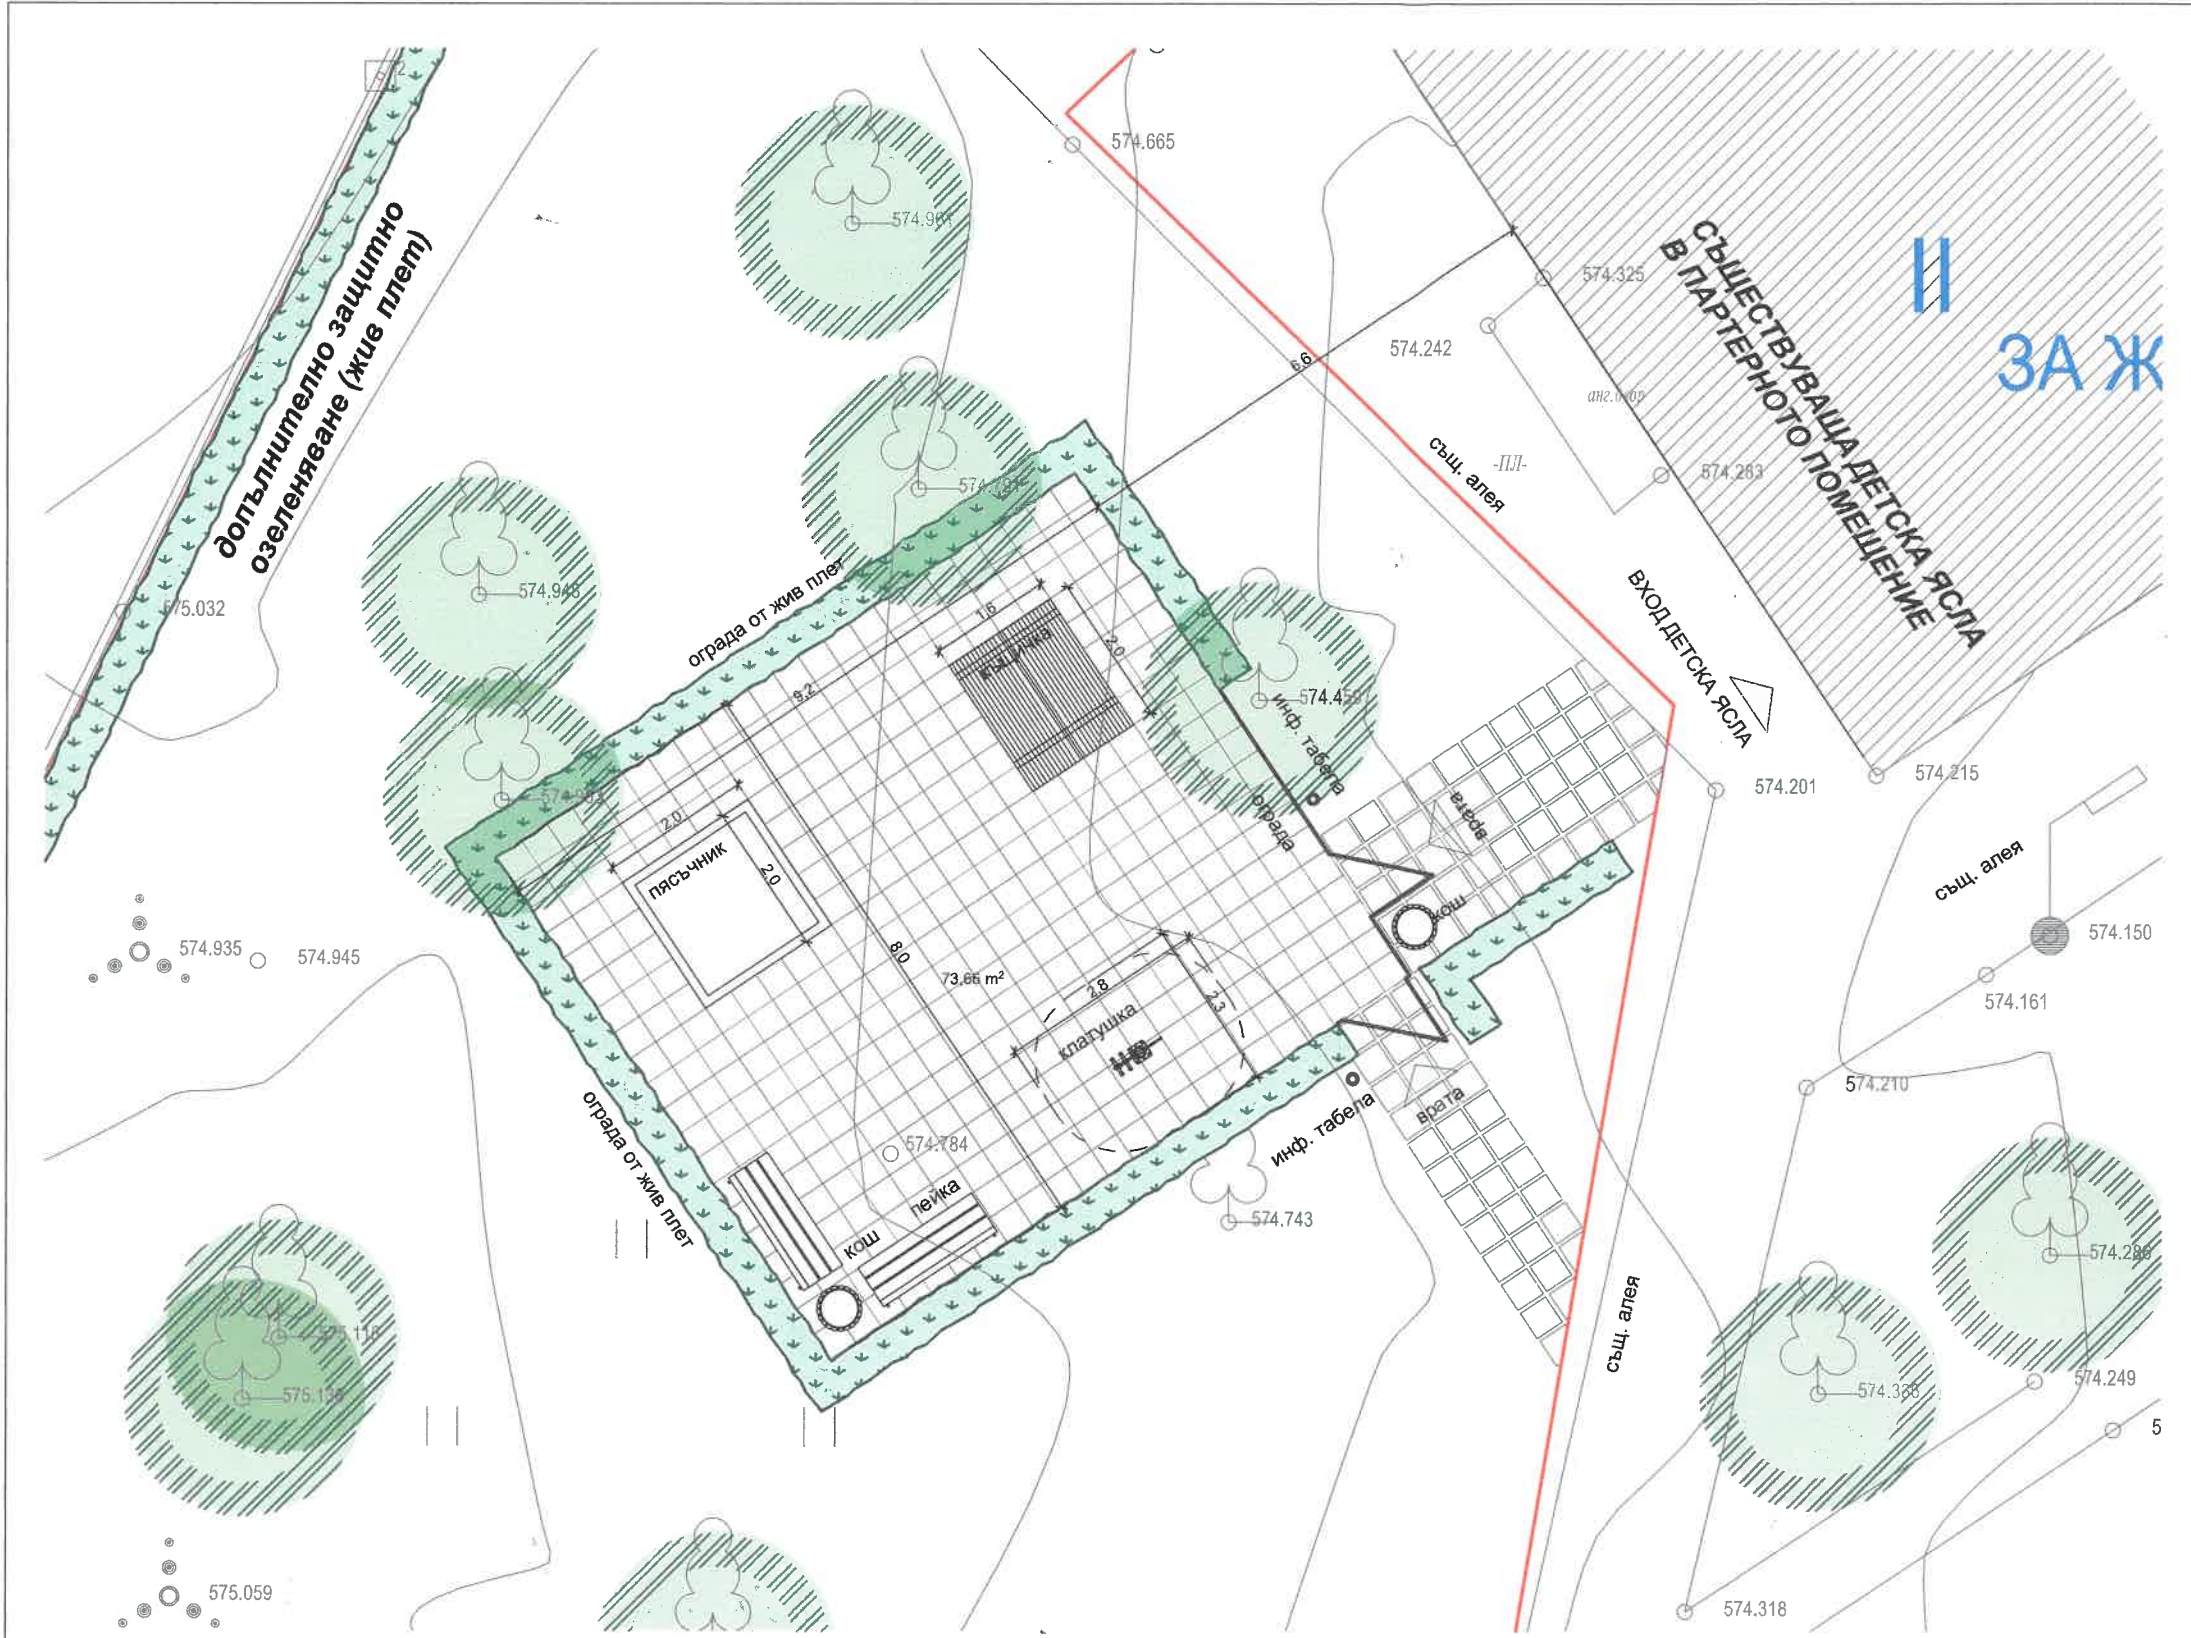 2
574.665
574.325
574.242
574.283
-ПЛ-
II
ЗА Ж
СЪЩЕСТВУВАЩА ДЕТСКА ЯСЛА
В ПАРТЕРНОТО ПОМЕЩЕНИЕ
допълнително защитно
озеленяване (жив плет)
6.6
същ. алея
ВХОД ДЕТСКА ЯСЛА
574.948
575.032
ограда от жив плет
1.6
2.0
къщичка
9.2
инф. табела
ограда
врата
574.201
574.215
2.0
пясъчник
2.0
същ. алея
кош
574.150
574.935
574.945
8.0
73.66 m²
2.8
2.3
клатушка
574.161
574.210
574.784
ограда от жив плет
пейка
кош
инф. табела
врата
574.743
574.286
същ. алея
574.338
574.249
5
575.059
574.318